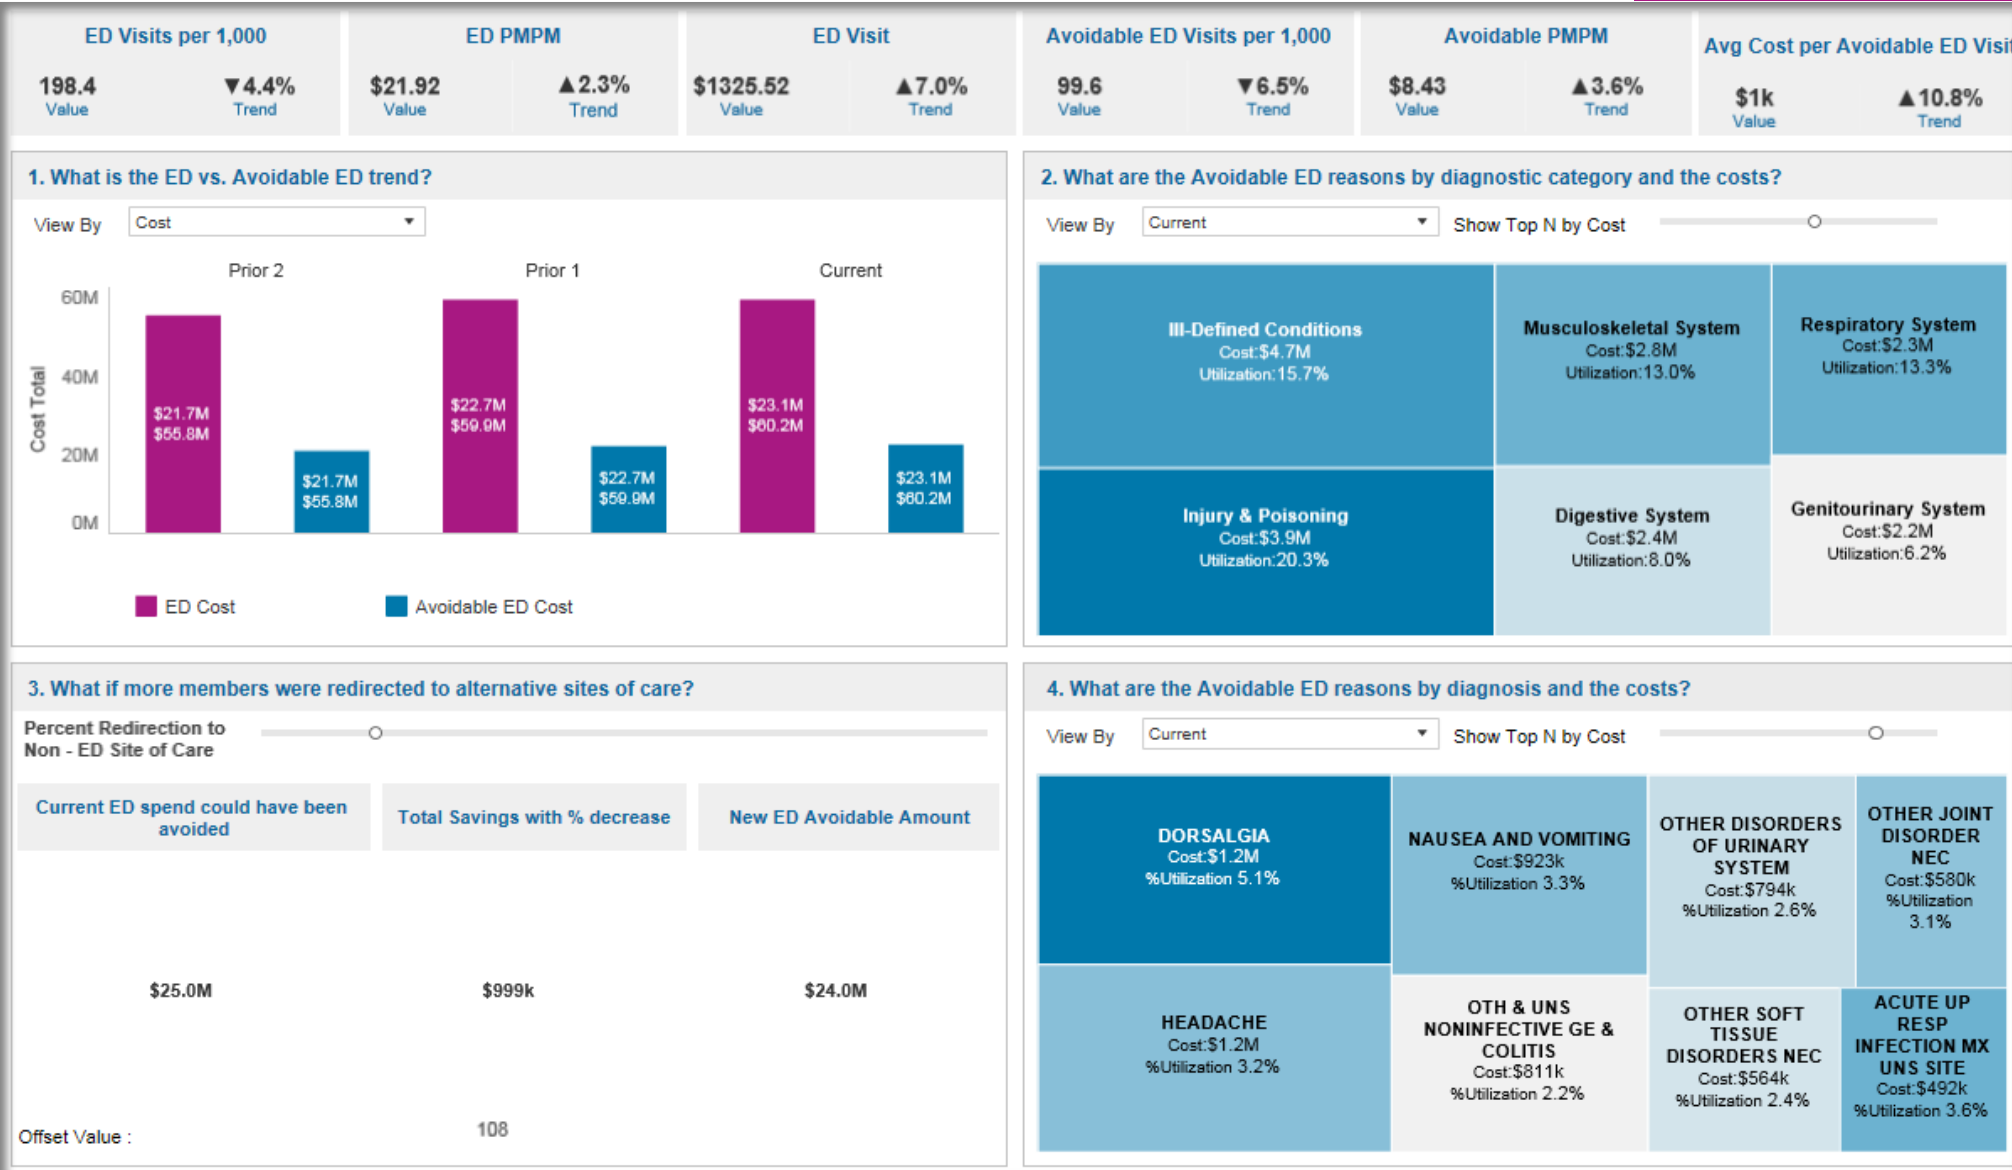 ED Visits per 1,000
198.4
Value
▼4.4%
Trend
ED PMPM
$21.92
Value
▲2.3%
Trend
ED Visit
$1325.52
Value
▲7.0%
Trend
Avoidable ED Visits per 1,000
99.6
Value
▼6.5%
Trend
Avoidable PMPM
$8.43
Value
▲3.6%
Trend
Avg Cost per Avoidable ED Visit
$1k
Value
▲10.8%
Trend
1. What is the ED vs. Avoidable ED trend?
View By
Cost
Prior 2
Prior 1
Current
Cost Total
60M
40M
20M
0M
$21.7M
$55.8M
$21.7M
$55.8M
$22.7M
$59.9M
$22.7M
$59.9M
$23.1M
$60.2M
$23.1M
$60.2M
ED Cost
Avoidable ED Cost
2. What are the Avoidable ED reasons by diagnostic category and the costs?
View By
Current
Show Top N by Cost
Ill-Defined Conditions
Cost:$4.7M
Utilization:15.7%
Musculoskeletal System
Cost:$2.8M
Utilization:13.0%
Respiratory System
Cost:$2.3M
Utilization:13.3%
Injury & Poisoning
Cost:$3.9M
Utilization:20.3%
Digestive System
Cost:$2.4M
Utilization:8.0%
Genitourinary System
Cost:$2.2M
Utilization:6.2%
3. What if more members were redirected to alternative sites of care?
Percent Redirection to
Non - ED Site of Care
Current ED spend could have been
avoided
Total Savings with % decrease
New ED Avoidable Amount
$25.0M
$999k
$24.0M
Offset Value :
108
4. What are the Avoidable ED reasons by diagnosis and the costs?
View By
Current
Show Top N by Cost
DORSALGIA
Cost:$1.2M
%Utilization 5.1%
NAUSEA AND VOMITING
Cost:$923k
%Utilization 3.3%
OTHER DISORDERS
OF URINARY
SYSTEM
Cost:$794k
%Utilization 2.6%
OTHER JOINT
DISORDER
NEC
Cost:$580k
%Utilization
3.1%
HEADACHE
Cost:$1.2M
%Utilization 3.2%
OTH & UNS
NONINFECTIVE GE &
COLITIS
Cost:$811k
%Utilization 2.2%
OTHER SOFT
TISSUE
DISORDERS NEC
Cost:$564k
%Utilization 2.4%
ACUTE UP
RESP
INFECTION MX
UNS SITE
Cost:$492k
%Utilization 3.6%